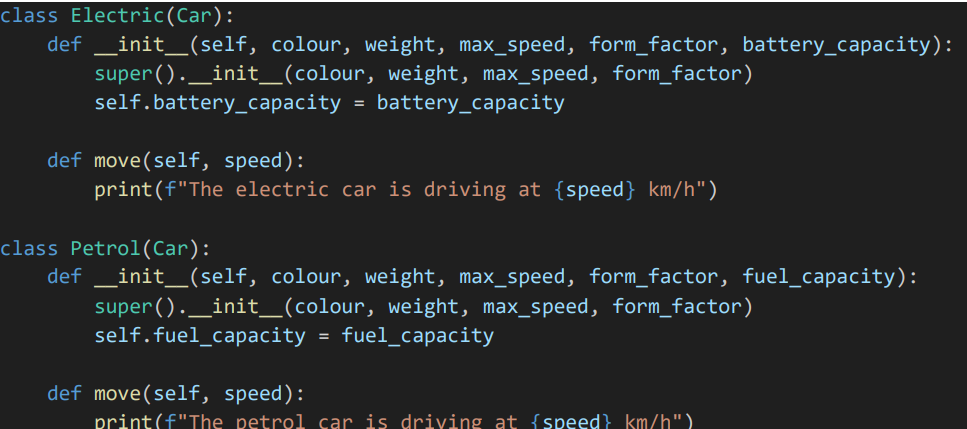 class Electric(Car):
    def __init__(self, colour, weight, max_speed, form_factor, battery_capacity):
        super().__init__(colour, weight, max_speed, form_factor)
        self.battery_capacity = battery_capacity
    def move(self, speed):
        print(f"The electric car is driving at {speed} km/h")
class Petrol(Car):
    def __init__(self, colour, weight, max_speed, form_factor, fuel_capacity):
        super().__init__(colour, weight, max_speed, form_factor)
        self.fuel_capacity = fuel_capacity
    def move(self, speed):
        print(f"The petrol car is driving at {speed} km/h")